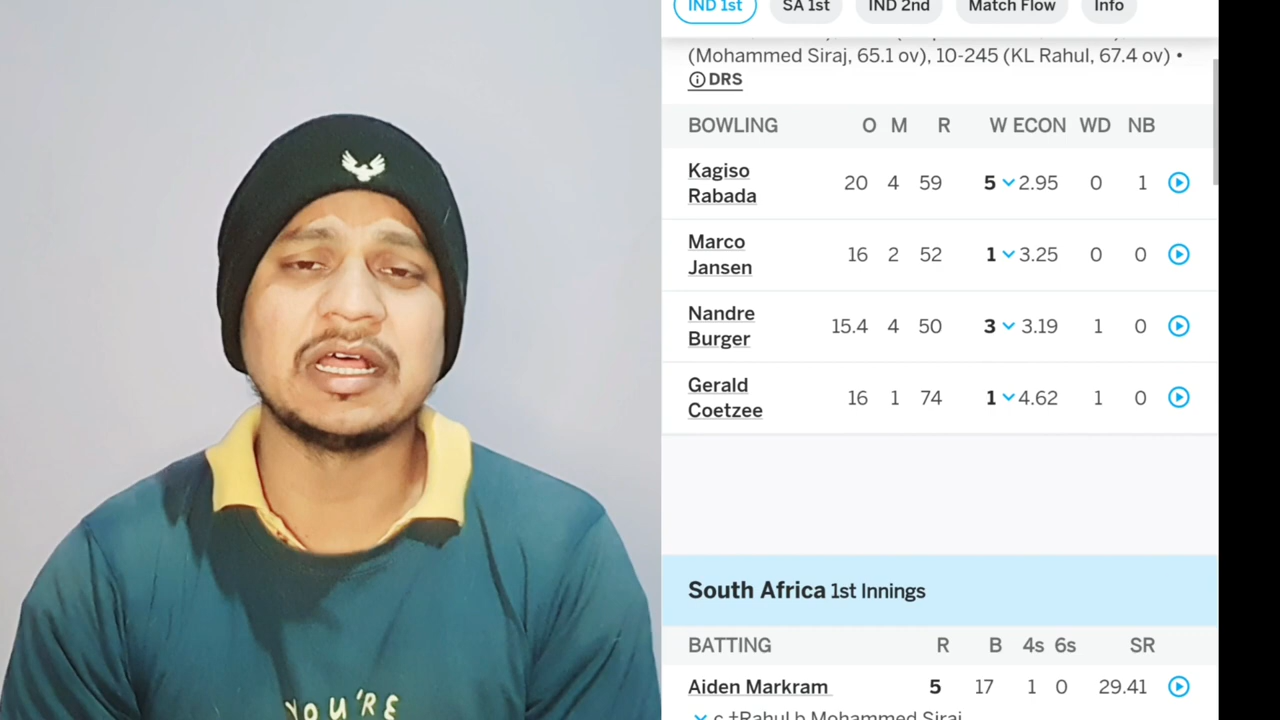 IND 1st SA 1st IND 2nd Match Flow Info
(Mohammed Siraj, 65.1 ov), 10-245 (KL Rahul, 67.4 ov) •
DRS
BOWLING O M R W ECON WD NB
Kagiso
Rabada
20 4 59 5 2.95 0 1
Marco
Jansen
16 2 52 1 3.25 0 0
Nandre
Burger
15.4 4 50 3 3.19 1 0
Gerald
Coetzee
16 1 74 1 4.62 1 0
South Africa 1st Innings
BATTING R B 4s 6s SR
Aiden Markram 5 17 1 0 29.41
c †Rahul b Mohammed Siraj
YOU'RE